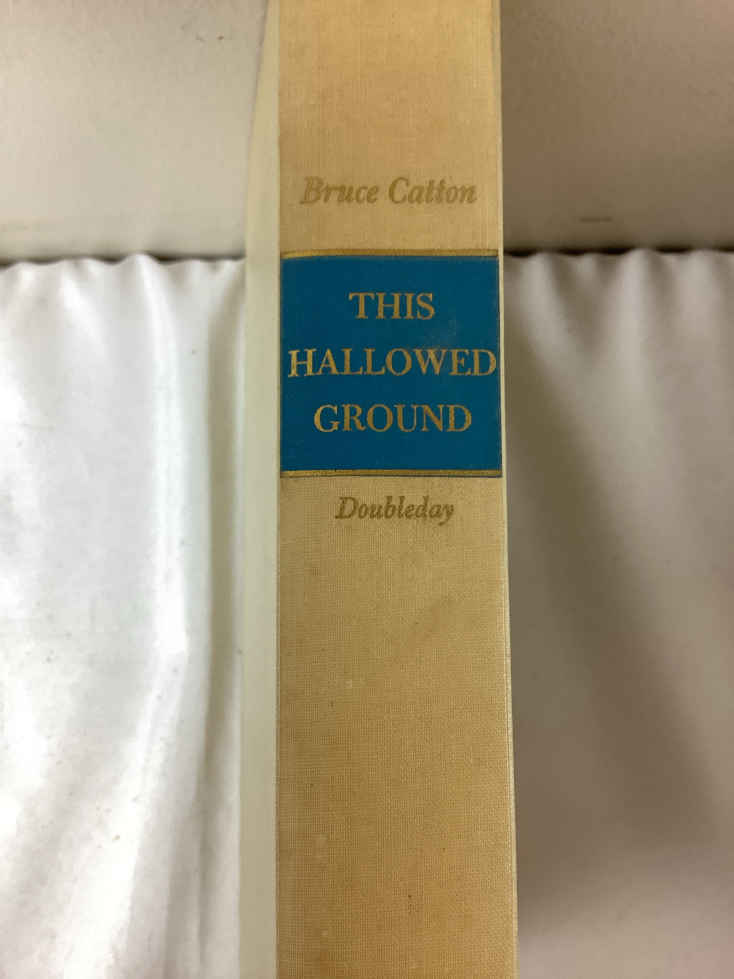 Bruce Catton
THIS
HALLOWED
GROUND
Doubleday